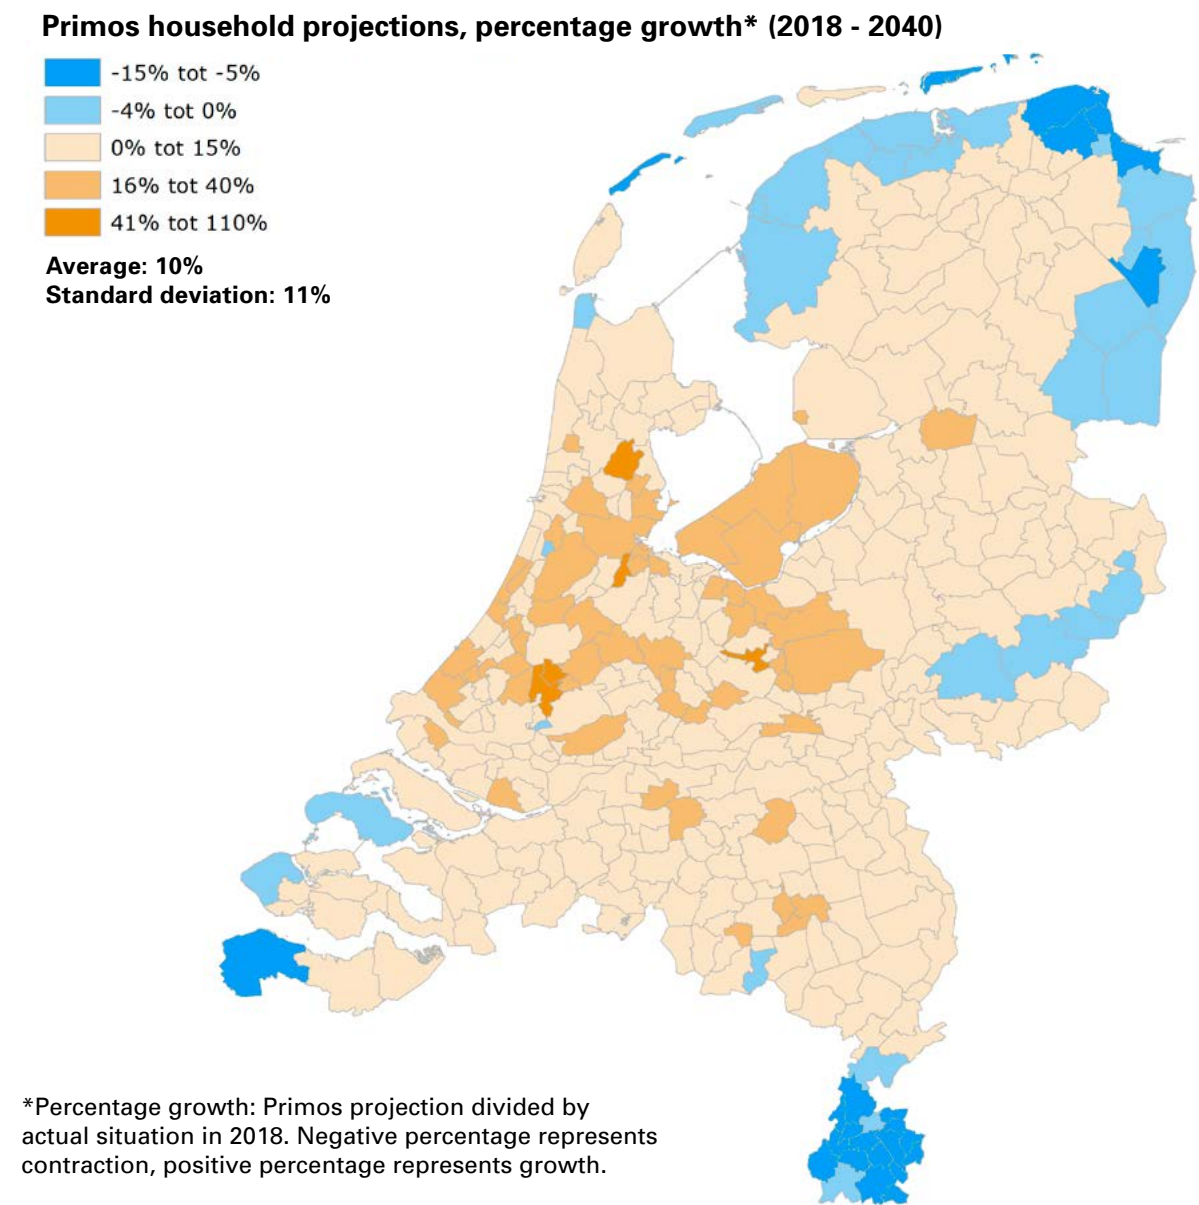 Primos household projections, percentage growth* (2018 - 2040)
-15% tot -5%
-4% tot 0%
0% tot 15%
16% tot 40%
41% tot 110%
Average: 10%
Standard deviation: 11%
*Percentage growth: Primos projection divided by
actual situation in 2018. Negative percentage represents
contraction, positive percentage represents growth.